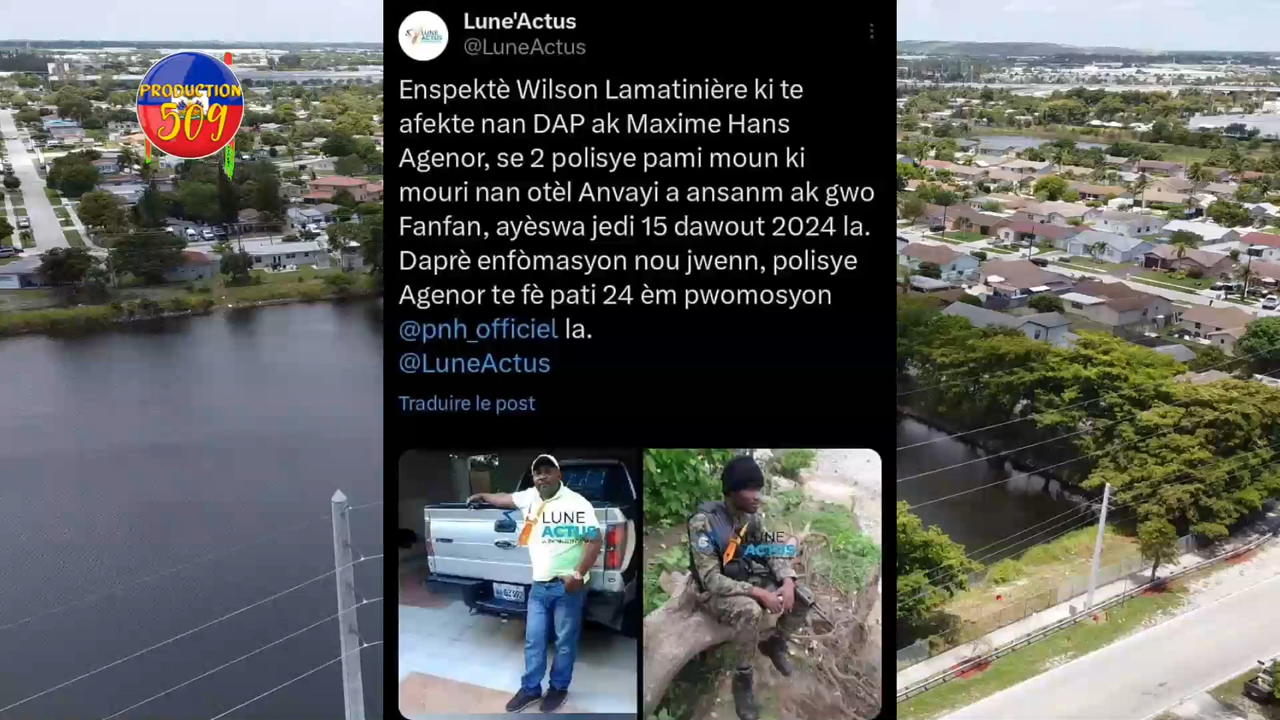 PRODUCTION
509
Lune'Actus
@LuneActus
Enspektè Wilson Lamatinière ki te
afekte nan DAP ak Maxime Hans
Agenor, se 2 polisye pami moun ki
mouri nan otèl Anvayi a ansanm ak gwo
Fanfan, ayèswa jedi 15 dawout 2024 la.
Daprè enfòmasyon nou jwenn, polisye
Agenor te fè pati 24 èm pwomosyon
@pnh_officiel la.
@LuneActus
Traduire le post
LUNE
ACTUS
LUNE
ACTUS